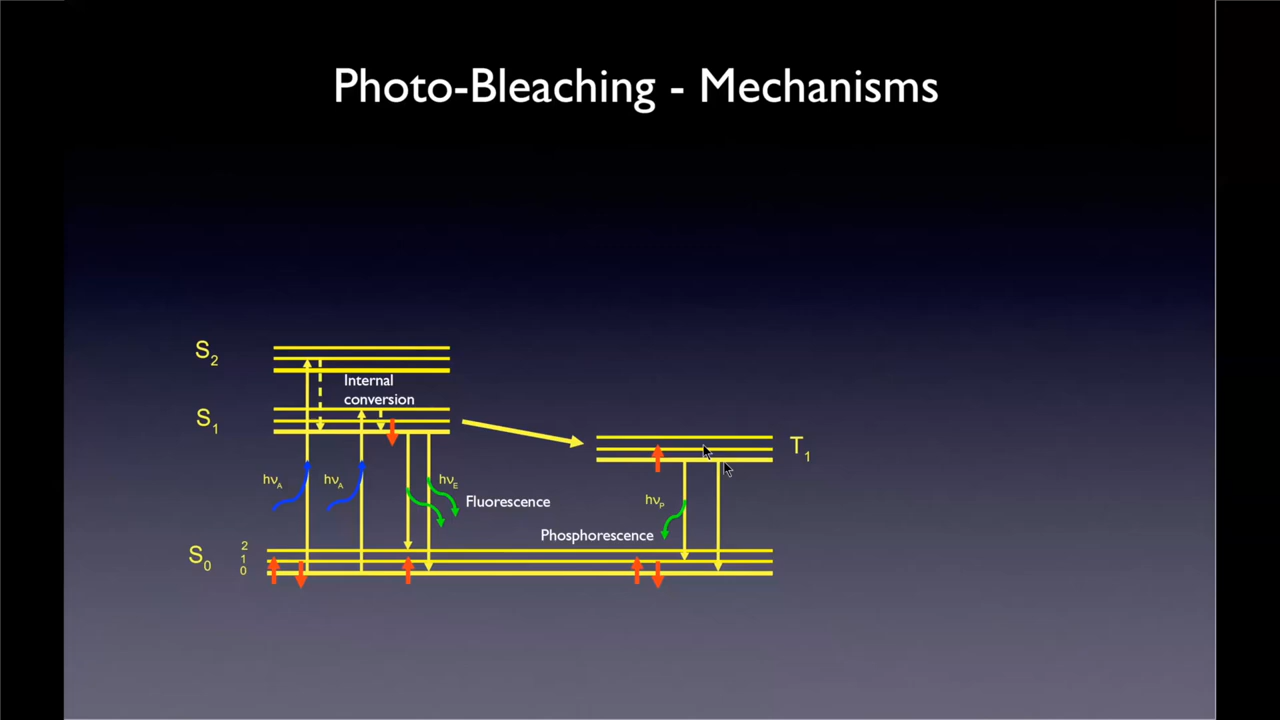 Photo-Bleaching - Mechanisms
S2
Internal
conversion
S1
T1
hνA
hνA
hνE
Fluorescence
hνP
Phosphorescence
S0
2
1
0